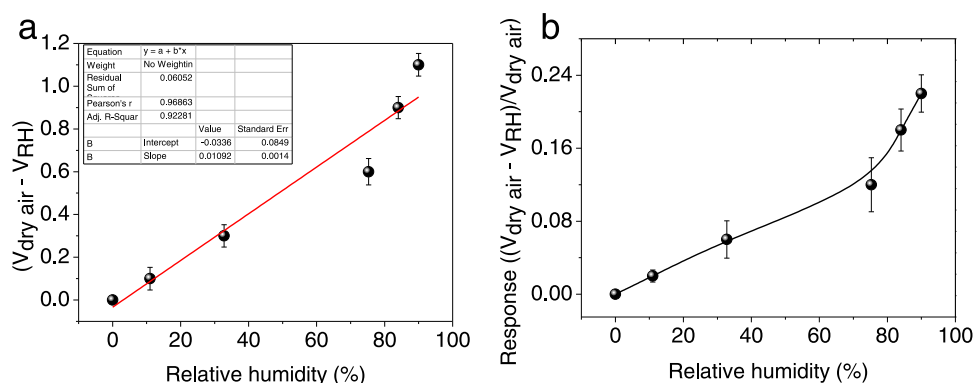 a
1.2
1.0
0.8
0.6
0.4
0.2
0.0
(Vdry air - VRH)
Equation y = a + b*x
Weight No Weightin
Residual 0.06052
Sum of
Pearson's r 0.96863
Adj. R-Squar 0.92281
Value Standard Err
B Intercept -0.0336 0.0849
B Slope 0.01092 0.0014
0 20 40 60 80 100
Relative humidity (%)
b
0.24
0.16
0.08
0.00
Response ((Vdry air - VRH)/Vdry air)
0 20 40 60 80 100
Relative humidity (%)